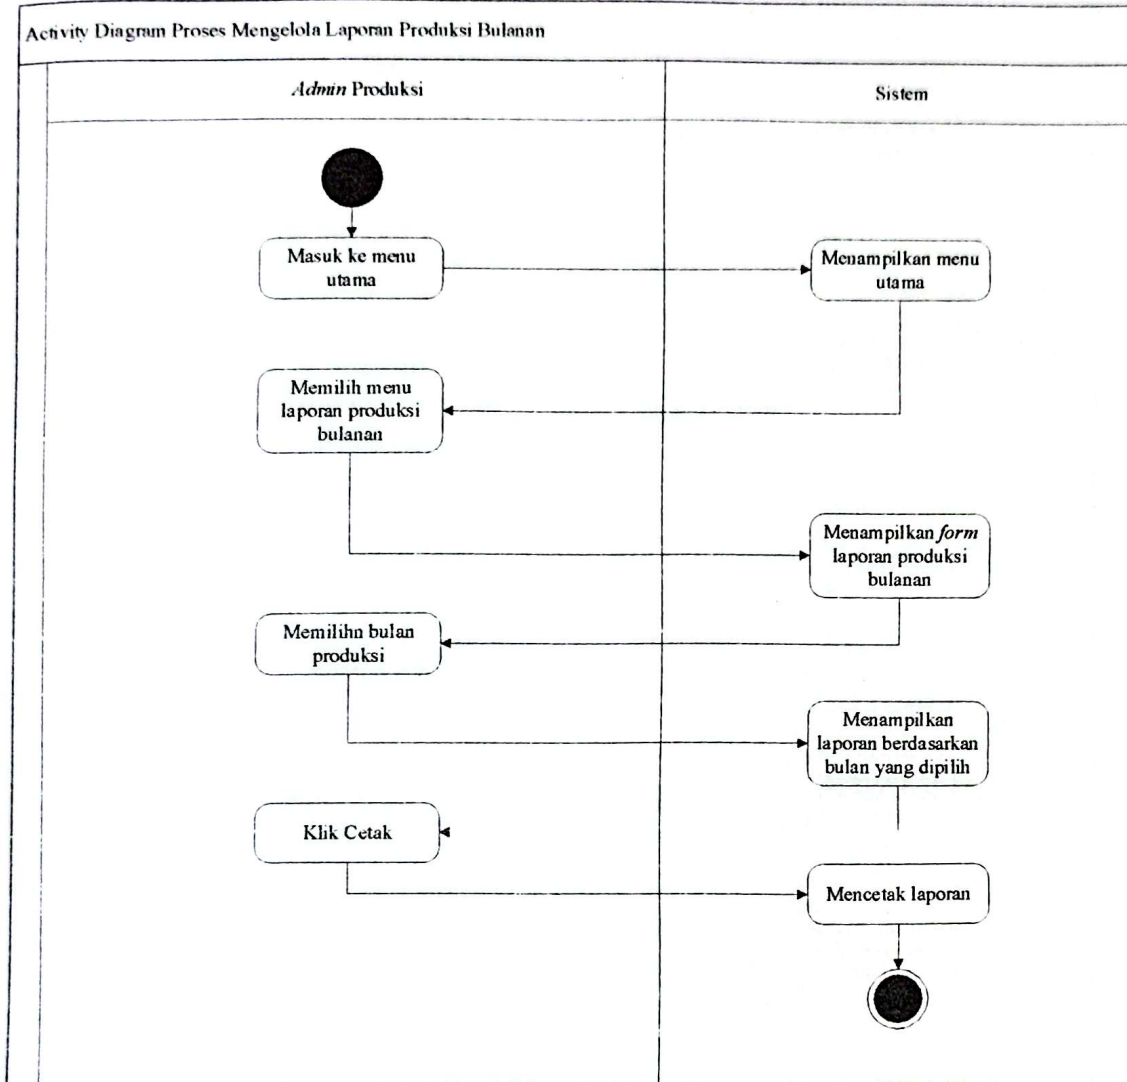 Activity Diagram Proses Mengelola Laporan Produksi Bulanan
Admin Produksi
Sistem
Masuk ke menu
utama
Menampilkan menu
utama
Memilih menu
laporan produksi
bulanan
Menampilkan form
laporan produksi
bulanan
Memilihn bulan
produksi
Menampilkan
laporan berdasarkan
bulan yang dipilih
Klik Cetak
Mencetak laporan